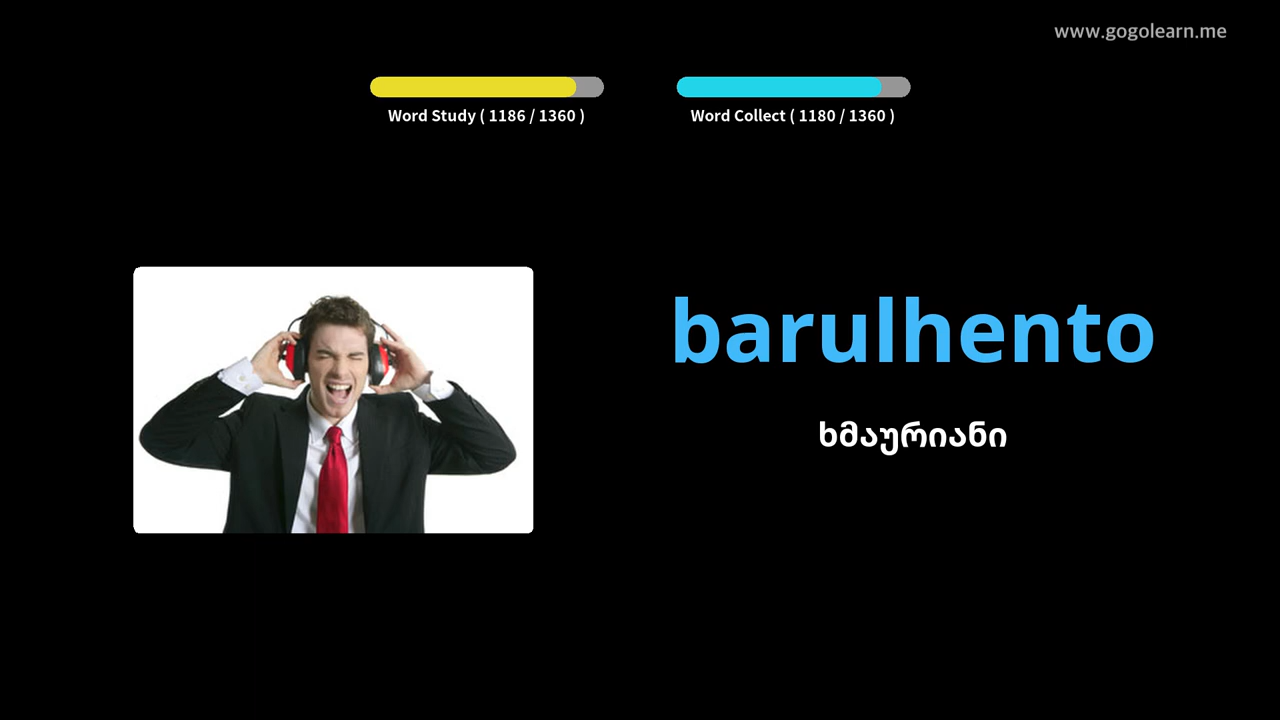 www.gogolearn.me
Word Study ( 1186 / 1360 )
Word Collect ( 1180 / 1360 )
barulhento
ხმაურიანი